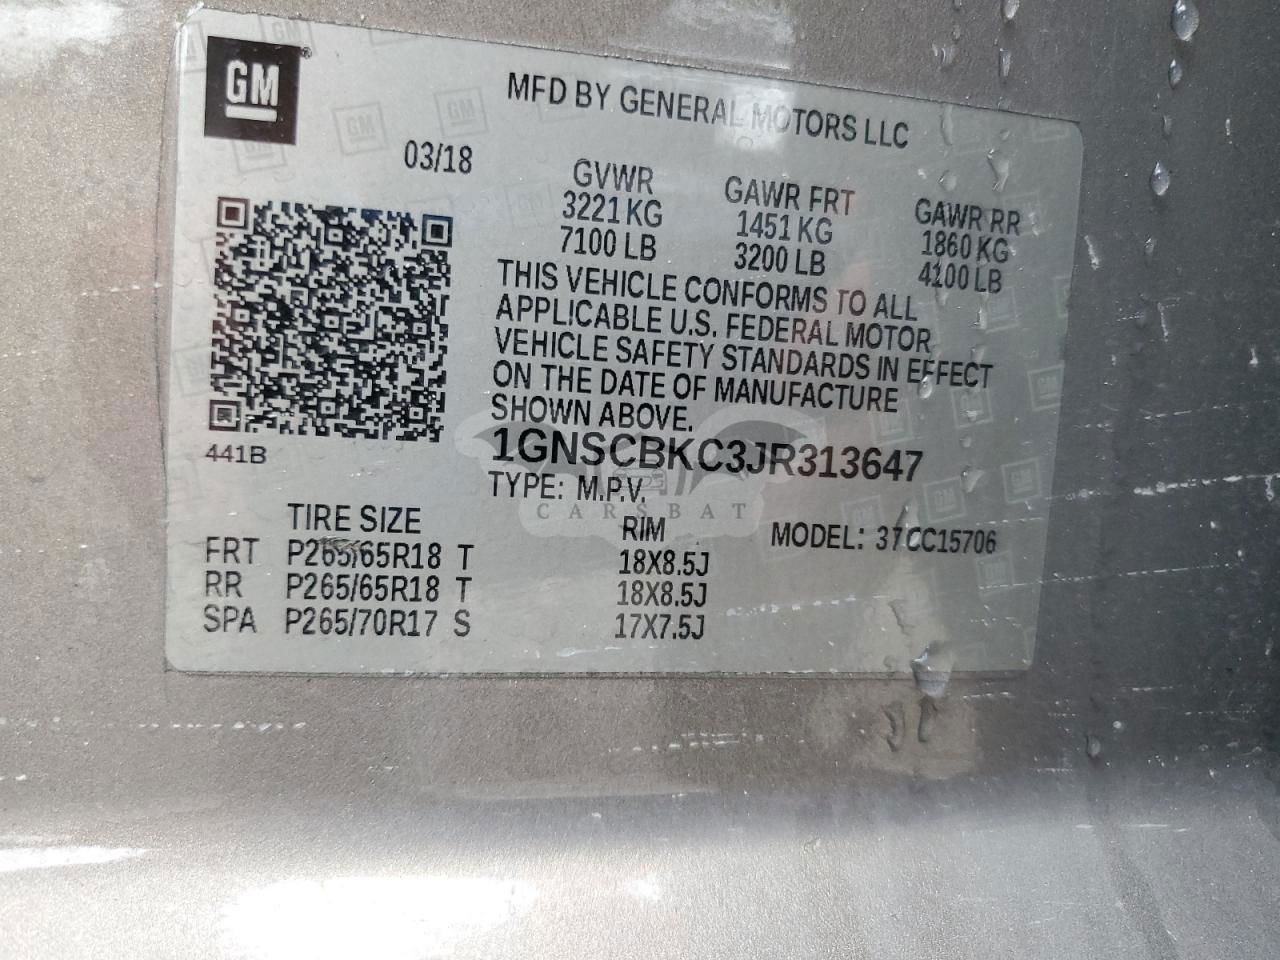 GM
MFD BY GENERAL MOTORS LLC
03/18
GVWR GAWR FRT GAWR RR
3221 KG 1451 KG 1860 KG
7100 LB 3200 LB 4100 LB
THIS VEHICLE CONFORMS TO ALL
APPLICABLE U.S. FEDERAL MOTOR
VEHICLE SAFETY STANDARDS IN EFFECT
ON THE DATE OF MANUFACTURE
SHOWN ABOVE.
441B
1GNSCBKC3JR313647
TYPE: M.P.V.
CARSBAT
TIRE SIZE RIM MODEL: 37CC15706
FRT P265/65R18 T 18X8.5J
RR P265/65R18 T 18X8.5J
SPA P265/70R17 S 17X7.5J